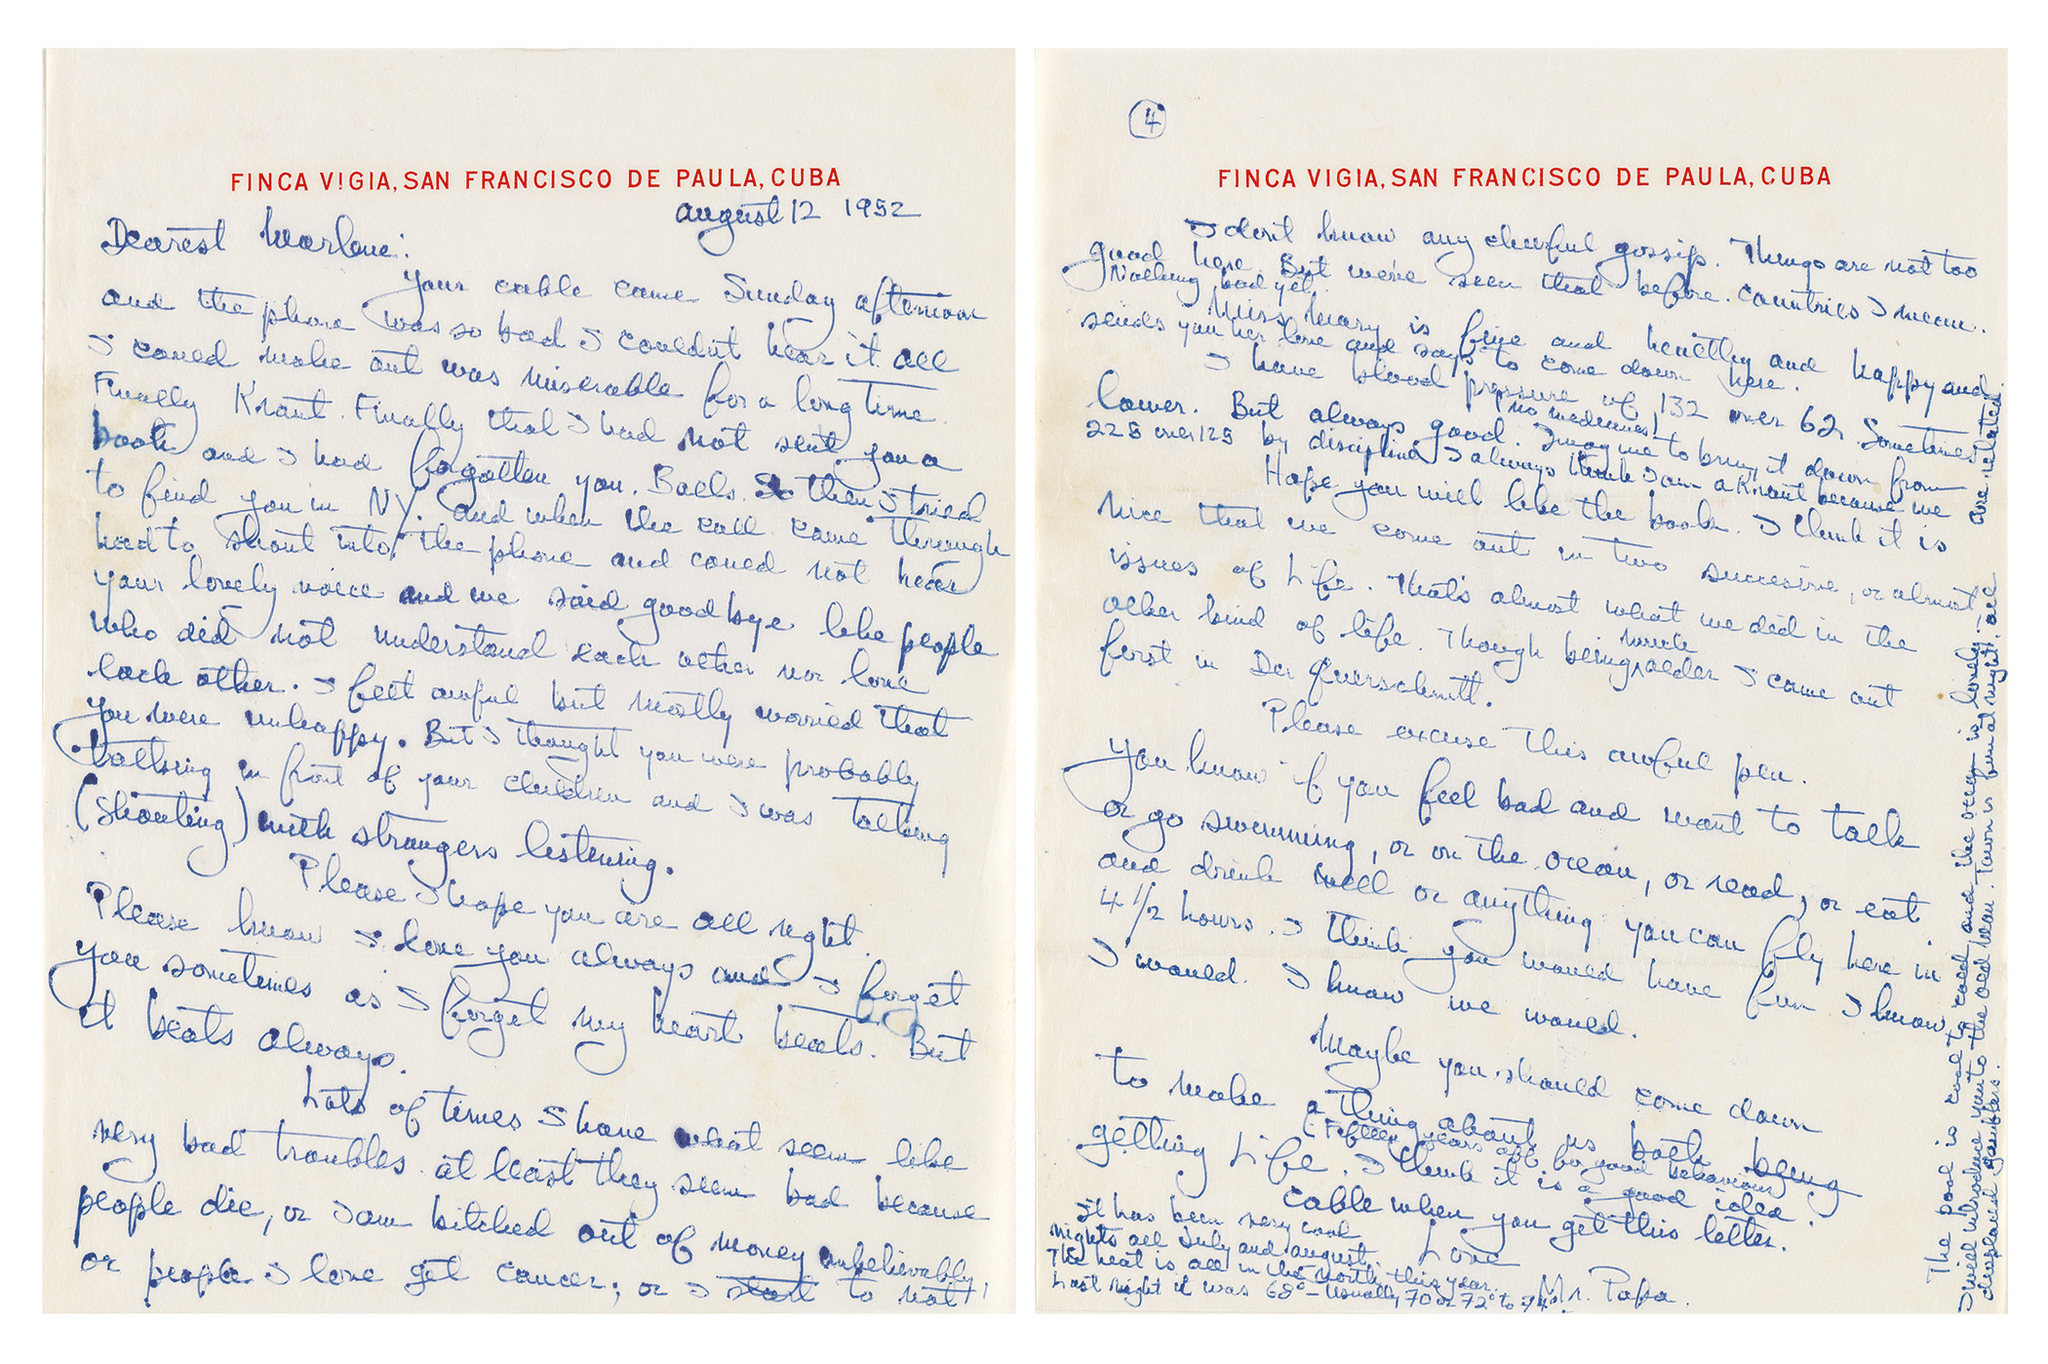 FINCA VIGIA, SAN FRANCISCO DE PAULA, CUBA
august 12 1952
Dearest Marlene:
Your cable came Sunday afternoon
and the phone was so bad I couldn't hear it. all
I could make out was miserable for a long time.
Finally Kraut. Finally that I had not sent you a
book and I had forgotten you. Balls. So then I tried
to find you in NY. and when the call came through
had to shout into the phone and could not hear
your lovely voice and we said goodbye like people
who did not understand each other nor love
each other. I felt awful but mostly worried that
you were unhappy. But I thought you were probably
talking in front of your children and I was talking
(shouting) with strangers listening.
Please I hope you are all right.
Please know I love you always and I forget
you sometimes as I forget my heart beats. But
it beats always.
Lots of times I have what seem like
very bad troubles. at least they seem bad because
people die, or I am bitched out of money unbelievably,
or people I love get cancer; or I start to not
4
FINCA VIGIA, SAN FRANCISCO DE PAULA, CUBA
I don't know any cheerful gossip. Things are not too
good here. But we've seen that before. Countries I mean.
Nothing bad yet.
Miss Mary is fine and healthy and happy and
sends you her love and says to come down here.
I have blood pressure of 132 over 62. Sometimes
lower. But always good. Imagine to bring it down from
(no medicines)
225 over 125 by discipline I always think I am a Kraut because we
are related.
Hope you will like the book. I think it is
nice that we come out in two successive, or almost
issues of Life. That's almost what we did in the
other kind of life. Though being much older I came out
first in Der Querschnitt.
Please excuse this awful pen.
You know if you feel bad and want to talk
or go swimming, or on the ocean, or read, or eat
and drink well or anything you can fly here in
4 1/2 hours. I think you would have fun. I know
I would. I know we would.
Maybe you should come down
to make a thing about us both being
(Fifteen years off for good behaviour)
getting Life. I think it is a good idea.
Cable when you get this letter.
Love
Mr. Papa.
It has been very cool
nights all July and august.
The heat is all in the north this year.
Last night it was 68° - usually 70 or 72° to 74°.
The pool is cool to cool and the ocean is lovely - all
I will introduce you to the old man. Town is fun at night. all
displaced gamblers.